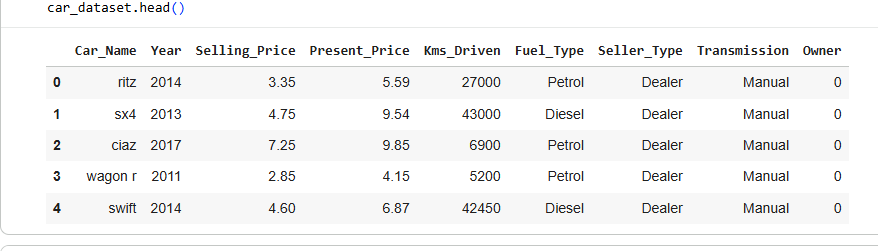 car_dataset.head()
Car_Name Year Selling_Price Present_Price Kms_Driven Fuel_Type Seller_Type Transmission Owner
0 ritz 2014 3.35 5.59 27000 Petrol Dealer Manual 0
1 sx4 2013 4.75 9.54 43000 Diesel Dealer Manual 0
2 ciaz 2017 7.25 9.85 6900 Petrol Dealer Manual 0
3 wagon r 2011 2.85 4.15 5200 Petrol Dealer Manual 0
4 swift 2014 4.60 6.87 42450 Diesel Dealer Manual 0